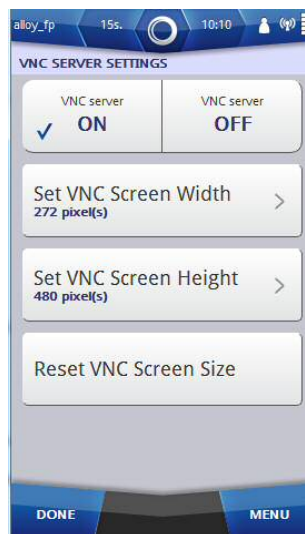 alloy_fp 15s. 10:10
VNC SERVER SETTINGS
VNC server
ON
VNC server
OFF
Set VNC Screen Width
272 pixel(s)
Set VNC Screen Height
480 pixel(s)
Reset VNC Screen Size
DONE MENU